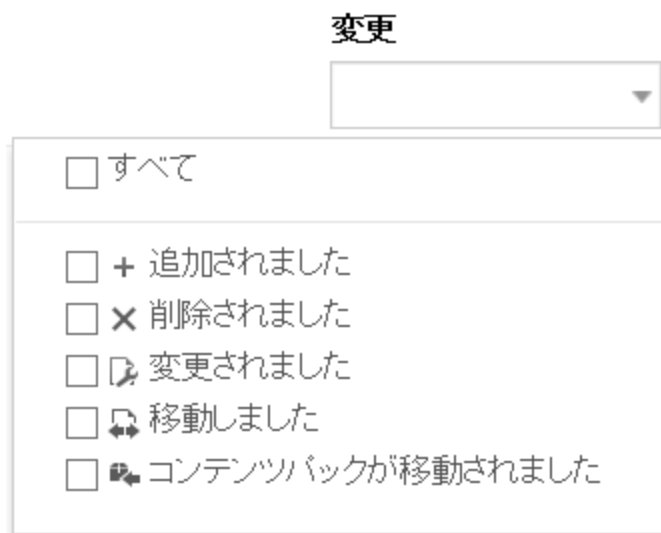 変更
すべて
追加されました
削除されました
変更されました
移動しました
コンテンツパックが移動されました